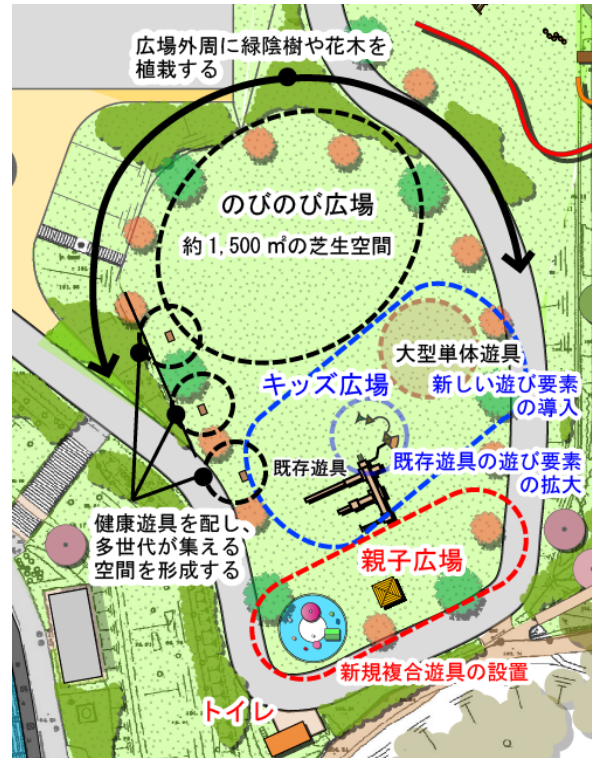 広場外周に緑陰樹や花木を
植栽する
のびのび広場
約1,500㎡の芝生空間
大型単体遊具
キッズ広場
新しい遊び要素
の導入
既存遊具
既存遊具の遊び要素
の拡大
健康遊具を配し、
多世代が集える
空間を形成する
親子広場
新規複合遊具の設置
トイレ